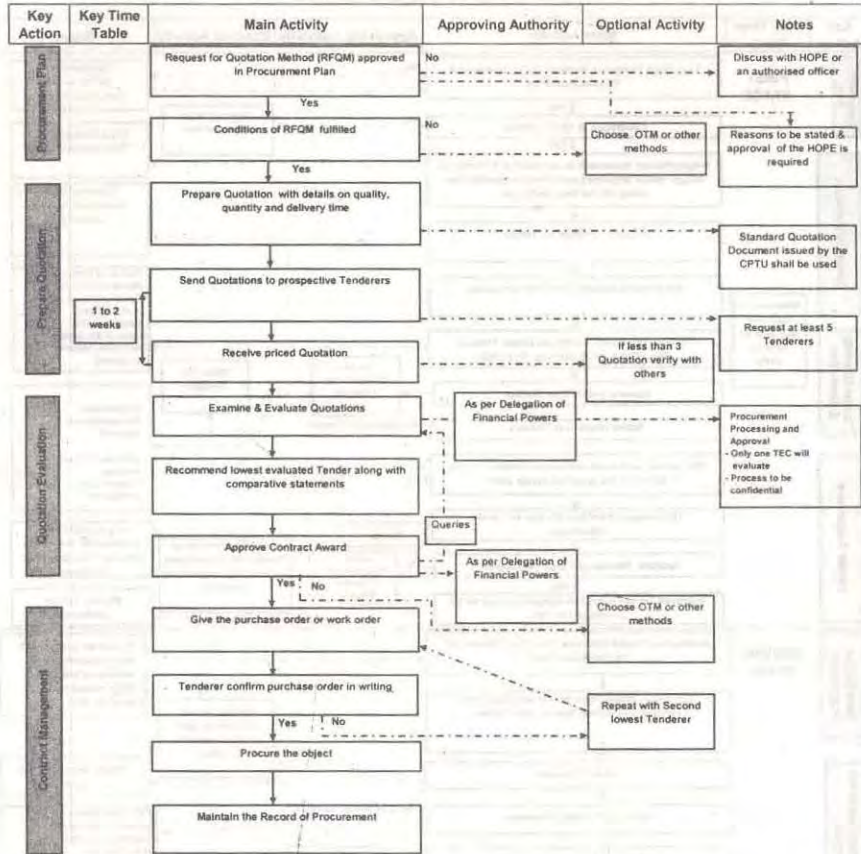 Key Action
Key Time Table
Main Activity
Approving Authority
Optional Activity
Notes
Procurement Plan
Request for Quotation Method (RFQM) approved
in Procurement Plan
No
Discuss with HOPE or
an authorised officer
Yes
Conditions of RFQM fulfilled
No
Choose OTM or other
methods
Reasons to be stated &
approval of the HOPE is
required
Yes
Prepare Quotation
Prepare Quotation with details on quality,
quantity and delivery time
Standard Quotation
Document issued by the
CPTU shall be used
Send Quotations to prospective Tenderers
1 to 2
weeks
Request at least 5
Tenderers
Receive priced Quotation
If less than 3
Quotation verify with
others
Quotation Evaluation
Examine & Evaluate Quotations
As per Delegation of
Financial Powers
Procurement
Processing and
Approval
- Only one TEC will
evaluate
- Process to be
confidential
Recommend lowest evaluated Tender along with
comparative statements
Queries
Approve Contract Award
As per Delegation of
Financial Powers
Yes
No
Choose OTM or other
methods
Contract Management
Give the purchase order or work order
Tenderer confirm purchase order in writing
Repeat with Second
lowest Tenderer
Yes
No
Procure the object
Maintain the Record of Procurement